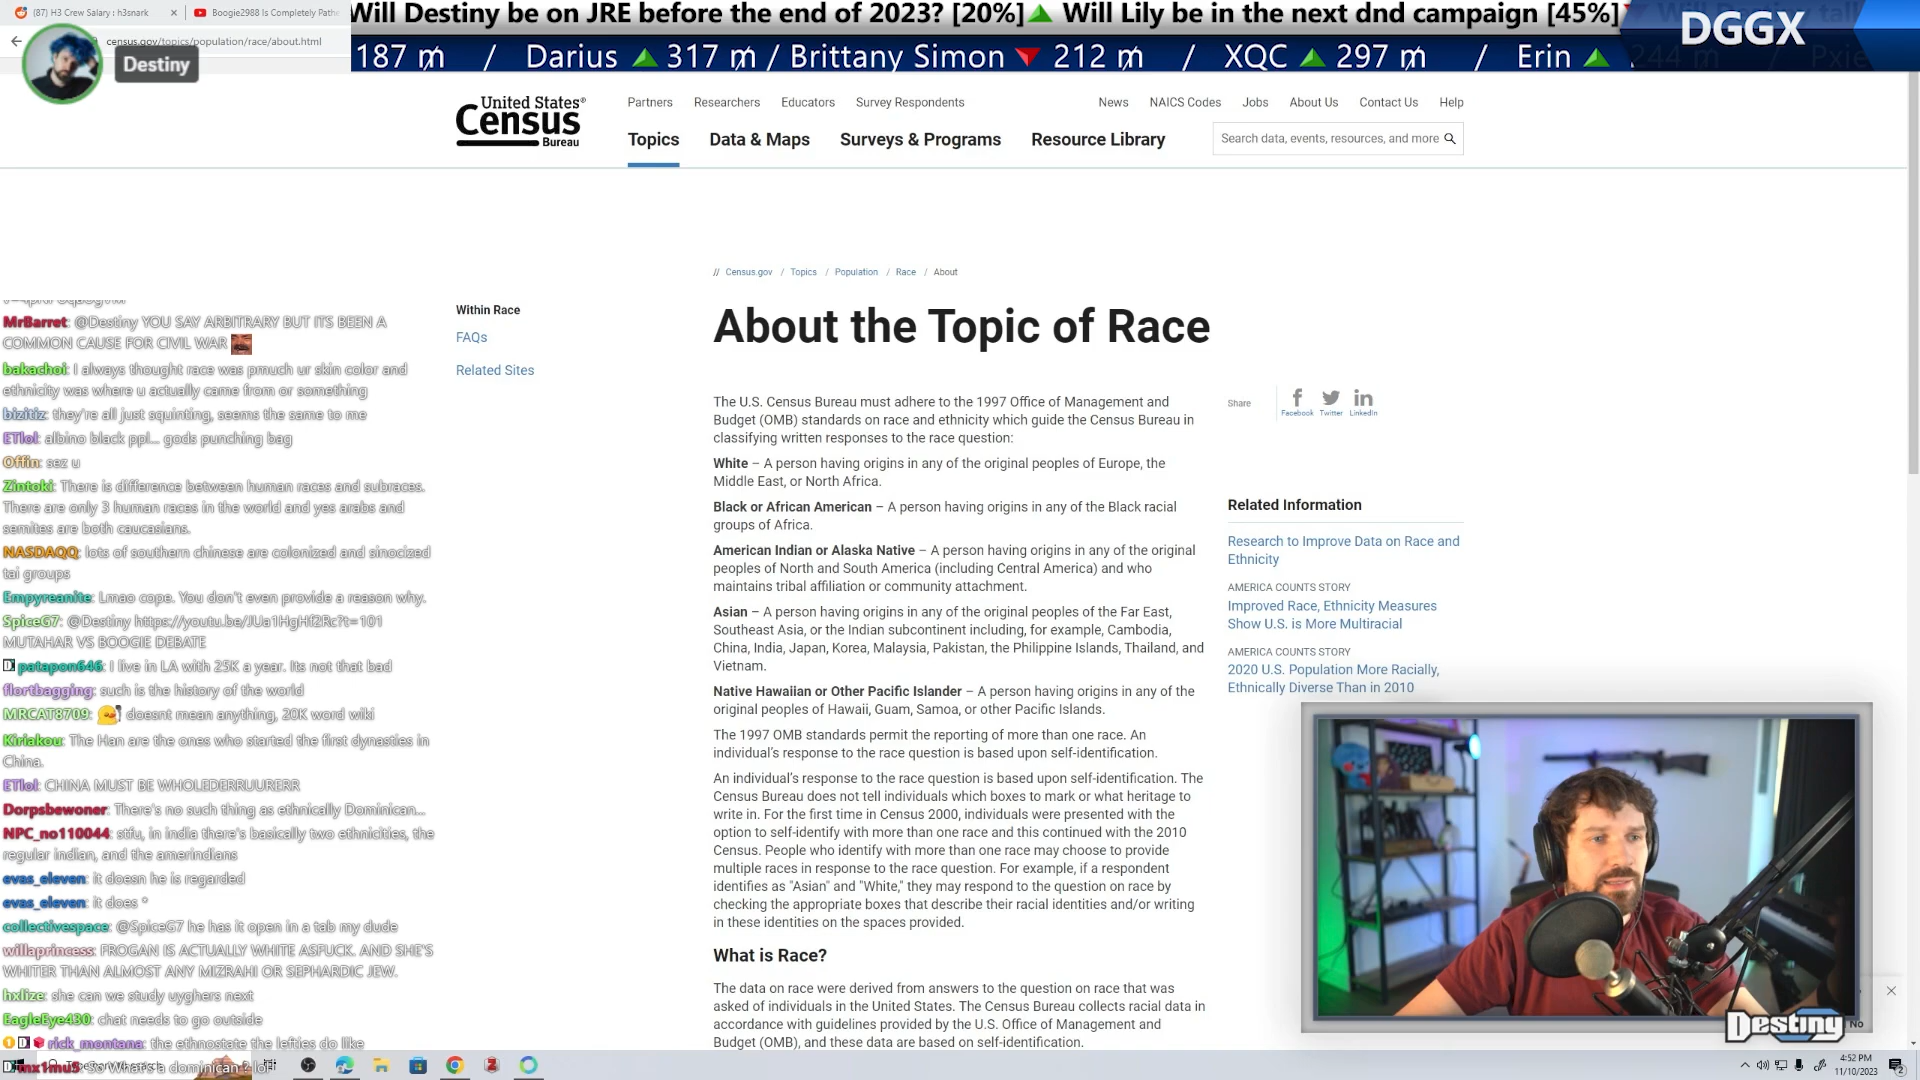 (87) H3 Crew Salary : h3snark
Boogie2988 Is Completely Pathe
Will Destiny be on JRE before the end of 2023? [20%] Will Lily be in the next dnd campaign [45%]
DGGX
census.gov/topics/population/race/about.html
187 m / Darius 317 m / Brittany Simon 212 m / XQC 297 m / Erin 244 m / Pxie
Destiny
United States®
Census
Bureau
Partners Researchers Educators Survey Respondents
News NAICS Codes Jobs About Us Contact Us Help
Topics Data & Maps Surveys & Programs Resource Library
Search data, events, resources, and more
// Census.gov / Topics / Population / Race / About
Within Race
FAQs
Related Sites
About the Topic of Race
Share
Facebook Twitter LinkedIn
The U.S. Census Bureau must adhere to the 1997 Office of Management and
Budget (OMB) standards on race and ethnicity which guide the Census Bureau in
classifying written responses to the race question:
White – A person having origins in any of the original peoples of Europe, the
Middle East, or North Africa.
Black or African American – A person having origins in any of the Black racial
groups of Africa.
American Indian or Alaska Native – A person having origins in any of the original
peoples of North and South America (including Central America) and who
maintains tribal affiliation or community attachment.
Asian – A person having origins in any of the original peoples of the Far East,
Southeast Asia, or the Indian subcontinent including, for example, Cambodia,
China, India, Japan, Korea, Malaysia, Pakistan, the Philippine Islands, Thailand, and
Vietnam.
Native Hawaiian or Other Pacific Islander – A person having origins in any of the
original peoples of Hawaii, Guam, Samoa, or other Pacific Islands.
The 1997 OMB standards permit the reporting of more than one race. An
individual's response to the race question is based upon self-identification.
An individual's response to the race question is based upon self-identification. The
Census Bureau does not tell individuals which boxes to mark or what heritage to
write in. For the first time in Census 2000, individuals were presented with the
option to self-identify with more than one race and this continued with the 2010
Census. People who identify with more than one race may choose to provide
multiple races in response to the race question. For example, if a respondent
identifies as "Asian" and "White," they may respond to the question on race by
checking the appropriate boxes that describe their racial identities and/or writing
in these identities on the spaces provided.
What is Race?
The data on race were derived from answers to the question on race that was
asked of individuals in the United States. The Census Bureau collects racial data in
accordance with guidelines provided by the U.S. Office of Management and
Budget (OMB), and these data are based on self-identification.
Related Information
Research to Improve Data on Race and
Ethnicity
AMERICA COUNTS STORY
Improved Race, Ethnicity Measures
Show U.S. is More Multiracial
AMERICA COUNTS STORY
2020 U.S. Population More Racially,
Ethnically Diverse Than in 2010
MrBarret: @Destiny YOU SAY ARBITRARY BUT ITS BEEN A
COMMON CAUSE FOR CIVIL WAR
bakachoi: I always thought race was pmuch ur skin color and
ethnicity was where u actually came from or something
bizitiz: they're all just squinting, seems the same to me
ETlol: albino black ppl... gods punching bag
Offin: sez u
Zintoki: There is difference between human races and subraces.
There are only 3 human races in the world and yes arabs and
semites are both caucasians.
NASDAQQ: lots of southern chinese are colonized and sinocized
tai groups
Empyreanite: Lmao cope. You don't even provide a reason why.
SpiceG7: @Destiny https://youtu.be/JUa1HgHf2Rc?t=101
MUTAHAR VS BOOGIE DEBATE
patapon646: I live in LA with 25K a year. Its not that bad
flortbagging: such is the history of the world
MRCAT8709: doesnt mean anything, 20K word wiki
Kiriakou: The Han are the ones who started the first dynasties in
China.
ETlol: CHINA MUST BE WHOLEDERRUURERR
Dorpsbewoner: There's no such thing as ethnically Dominican...
NPC_no110044: stfu, in india there's basically two ethnicities, the
regular indian, and the amerindians
evas_eleven: it doesn he is regarded
evas_eleven: it does *
collectivespace: @SpiceG7 he has it open in a tab my dude
willaprincess: FROGAN IS ACTUALLY WHITE ASFUCK. AND SHE'S
WHITER THAN ALMOST ANY MIZRAHI OR SEPHARDIC JEW.
hxlize: she can we study uyghers next
EagleEye430: chat needs to go outside
rick_montana: the ethnostate the lefties do like
mx1mu5: So What's a dominican? lol
Destiny
No
4:52 PM
11/10/2023